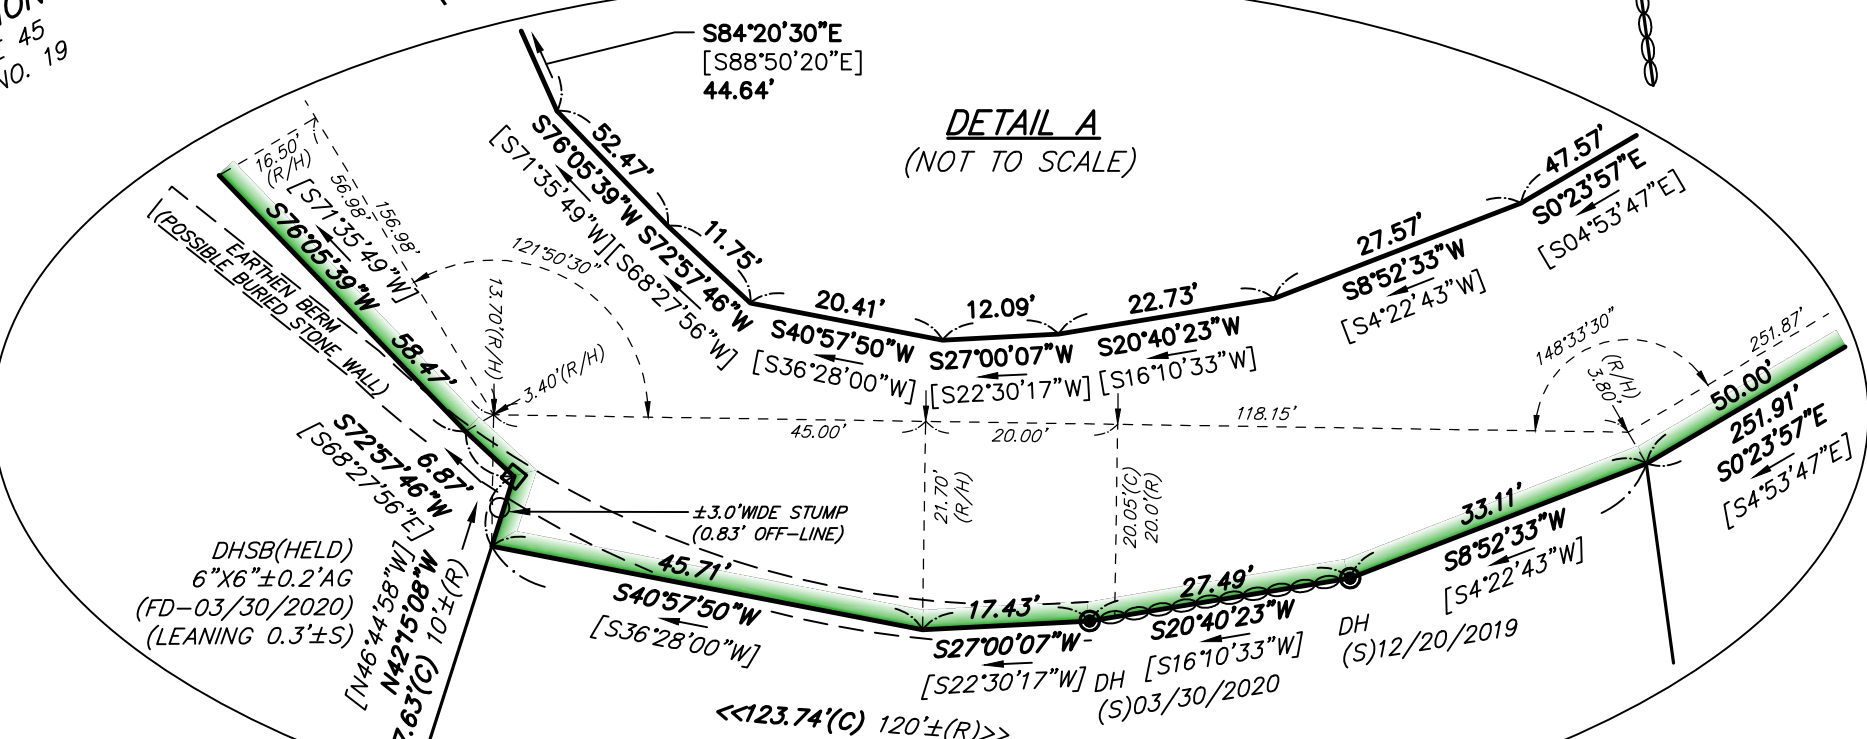 45
NO. 19
S84°20'30"E
[S88°50'20"E]
44.64'
DETAIL A
(NOT TO SCALE)
52.47'
S76°05'39"W
[S71°35'49"W]
11.75'
S72°57'46"W
[S68°27'56"W]
20.41'
S40°57'50"W
[S36°28'00"W]
12.09'
S27°00'07"W
[S22°30'17"W]
22.73'
S20°40'23"W
[S16°10'33"W]
27.57'
S8°52'33"W
[S4°22'43"W]
47.57'
S0°23'57"E
[S04°53'47"E]
16.50'
(R/H)
[S71°35'49"W]
S76°05'39"W
56.98'
156.98'
121°50'30"
EARTHEN BERM
(POSSIBLE BURIED STONE WALL)
58.47'
13.70'(R/H)
3.40'(R/H)
45.00'
20.00'
118.15'
148°33'30"
(R/H)
3.80'
251.87'
50.00'
251.91'
S0°23'57"E
[S4°53'47"E]
S72°57'46"W
[S68°27'56"E]
6.87'
21.70'
(R/H)
20.05'(C)
20.0'(R)
±3.0'WIDE STUMP
(0.83' OFF-LINE)
DHSB(HELD)
6"X6"±0.2'AG
(FD-03/30/2020)
(LEANING 0.3'±S)
[N46°44'58"W]
N42°15'08"W
7.63'(C) 10'±(R)
45.71'
S40°57'50"W
[S36°28'00"W]
17.43'
S27°00'07"W
[S22°30'17"W]
27.49'
S20°40'23"W
[S16°10'33"W]
33.11'
S8°52'33"W
[S4°22'43"W]
DH
(S)03/30/2020
DH
(S)12/20/2019
<<123.74'(C) 120'±(R)>>